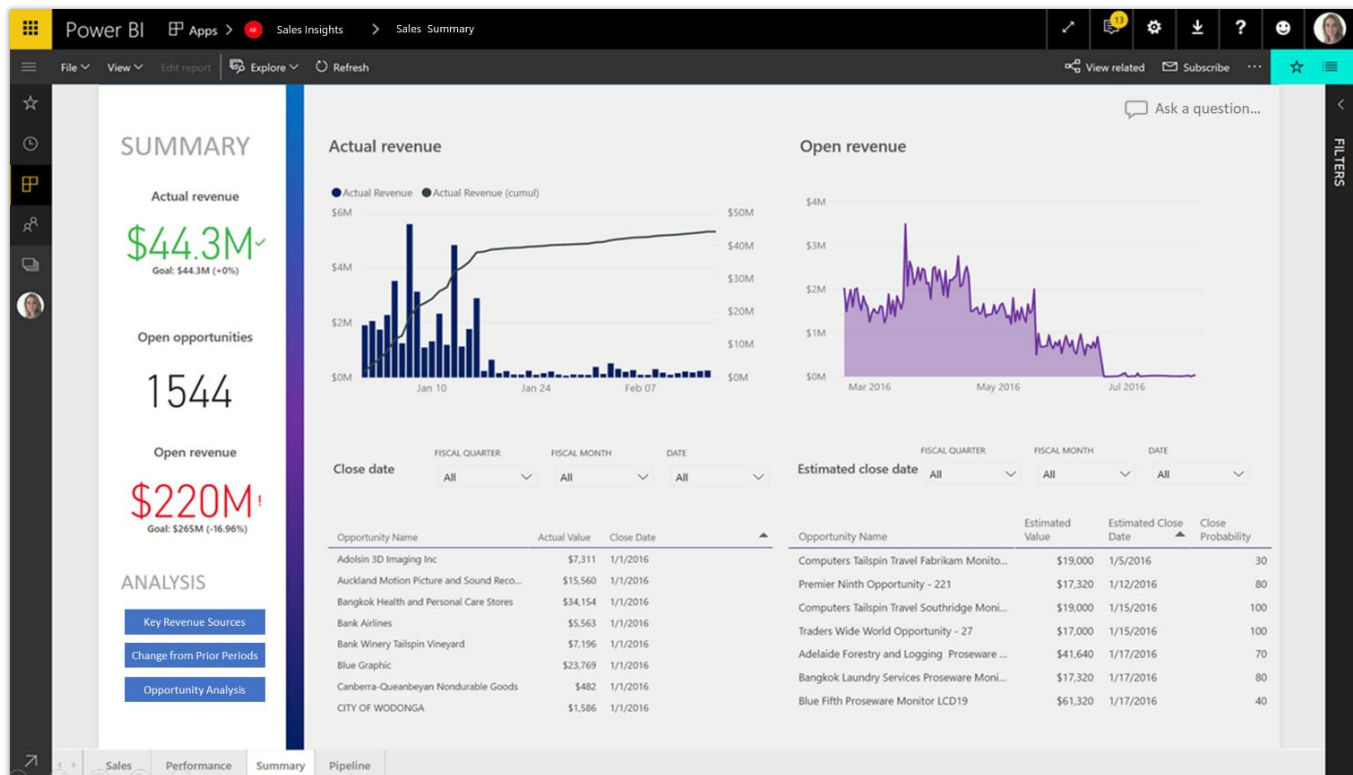 Power BI Apps > AR Sales Insights > Sales Summary 13 ?
File View Edit report Explore Refresh View related Subscribe ...
Ask a question...
FILTERS
SUMMARY
Actual revenue
$44.3M
Goal: $44.3M (+0%)
Open opportunities
1544
Open revenue
$220M!
Goal: $265M (-16.96%)
ANALYSIS
Key Revenue Sources
Change from Prior Periods
Opportunity Analysis
Actual revenue
Actual Revenue Actual Revenue (cumul)
$6M $50M
$40M
$4M
$30M
$2M $20M
$10M
$0M $0M
Jan 10 Jan 24 Feb 07
Open revenue
$4M
$3M
$2M
$1M
$0M
Mar 2016 May 2016 Jul 2016
FISCAL QUARTER FISCAL MONTH DATE
Close date All All All
Opportunity Name Actual Value Close Date
Adolsin 3D Imaging Inc $7,311 1/1/2016
Auckland Motion Picture and Sound Reco... $15,560 1/1/2016
Bangkok Health and Personal Care Stores $34,154 1/1/2016
Bank Airlines $5,563 1/1/2016
Bank Winery Tailspin Vineyard $7,196 1/1/2016
Blue Graphic $23,769 1/1/2016
Canberra-Queanbeyan Nondurable Goods $482 1/1/2016
CITY OF WODONGA $1,586 1/1/2016
FISCAL QUARTER FISCAL MONTH DATE
Estimated close date All All All
Estimated Estimated Close Close
Opportunity Name Value Date Probability
Computers Tailspin Travel Fabrikam Monito... $19,000 1/5/2016 30
Premier Ninth Opportunity - 221 $17,320 1/12/2016 80
Computers Tailspin Travel Southridge Moni... $19,000 1/15/2016 100
Traders Wide World Opportunity - 27 $17,000 1/15/2016 100
Adelaide Forestry and Logging Proseware ... $41,640 1/17/2016 70
Bangkok Laundry Services Proseware Moni... $17,320 1/17/2016 80
Blue Fifth Proseware Monitor LCD19 $61,320 1/17/2016 40
Sales Performance Summary Pipeline